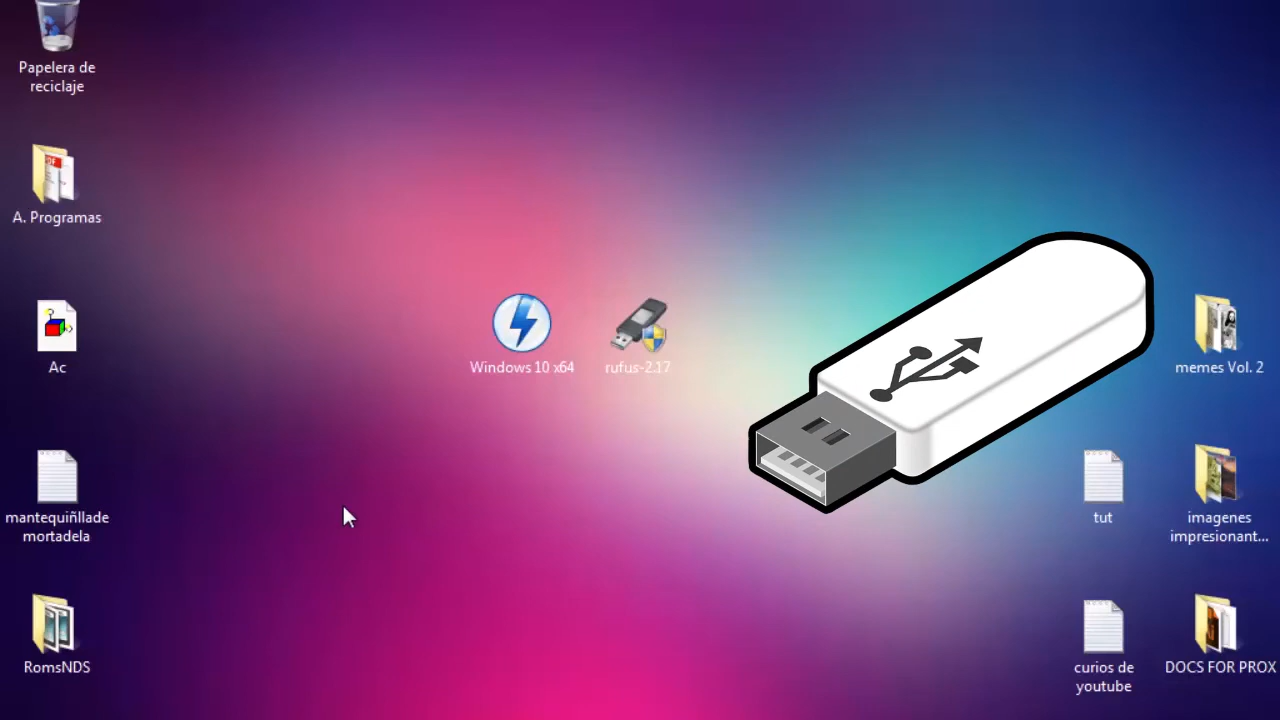 Papelera de
reciclaje
A. Programas
Ac
mantequiñllade
mortadela
RomsNDS
Windows 10 x64
rufus-2.17
memes Vol. 2
tut
imagenes
impresionant...
curios de
youtube
DOCS FOR PROX